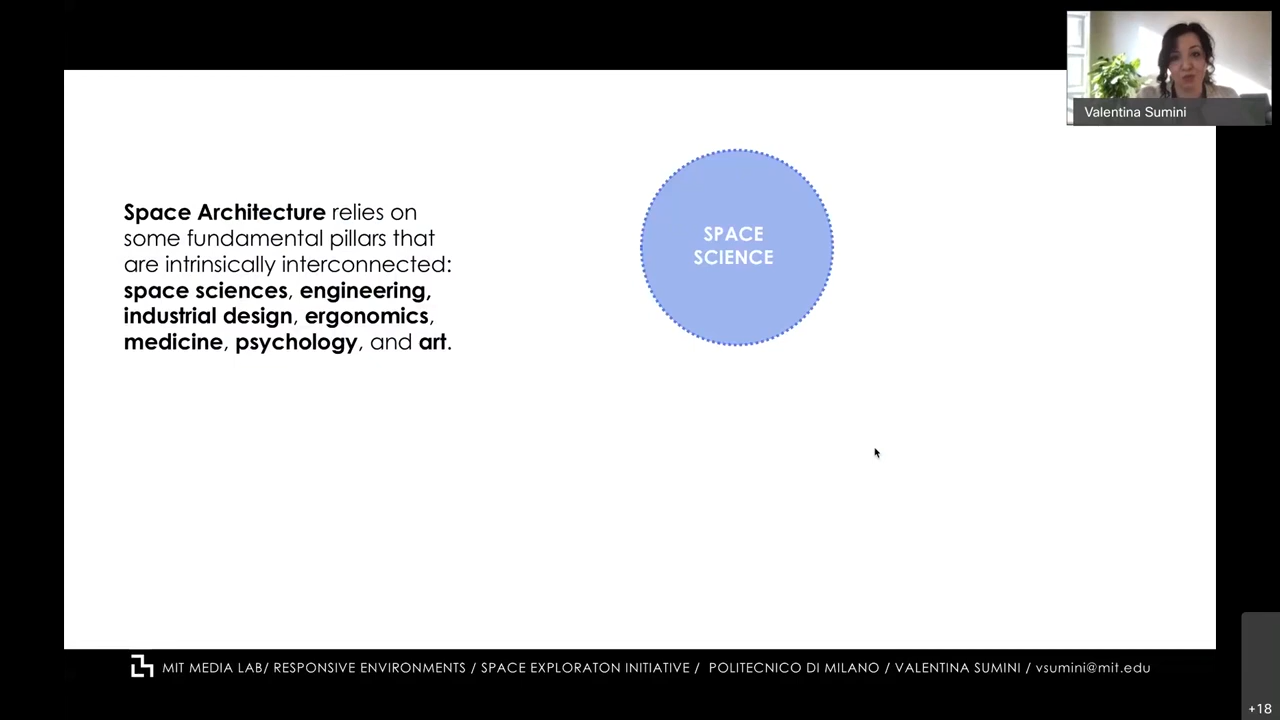 Valentina Sumini
Space Architecture relies on
some fundamental pillars that
are intrinsically interconnected:
space sciences, engineering,
industrial design, ergonomics,
medicine, psychology, and art.
SPACE
SCIENCE
MIT MEDIA LAB/ RESPONSIVE ENVIRONMENTS / SPACE EXPLORATON INITIATIVE / POLITECNICO DI MILANO / VALENTINA SUMINI / vsumini@mit.edu
+18